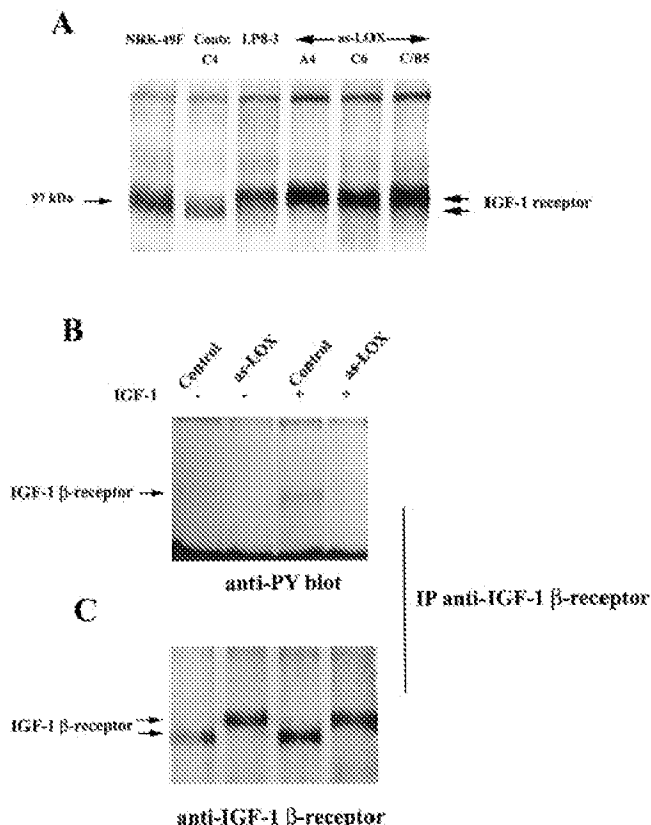 A
NRK-49F Contr. LP8-3 as-LOX
C4 A4 C6 C/B5
97 kDa IGF-1 receptor
B
Control as-LOX Control as-LOX
IGF-1 - - + +
IGF-1 β-receptor
anti-PY blot
IP anti-IGF-1 β-receptor
C
IGF-1 β-receptor
anti-IGF-1 β-receptor